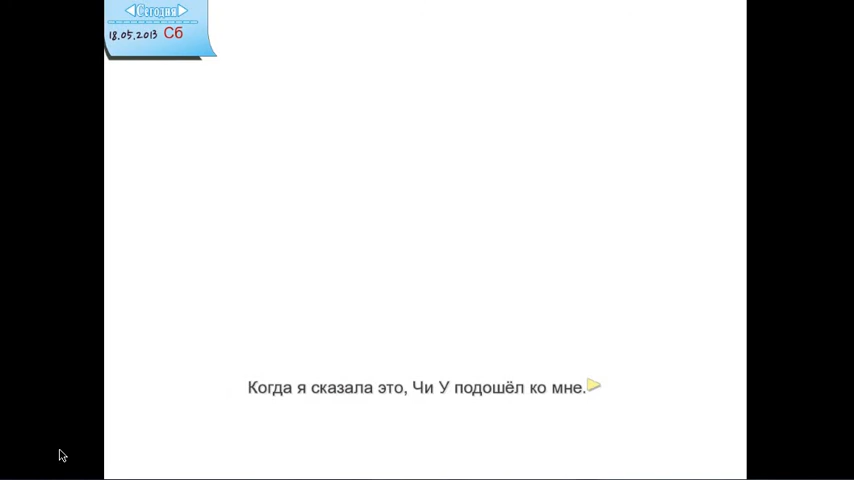 Сегодня
18.05.2013 Сб
Когда я сказала это, Чи У подошёл ко мне.